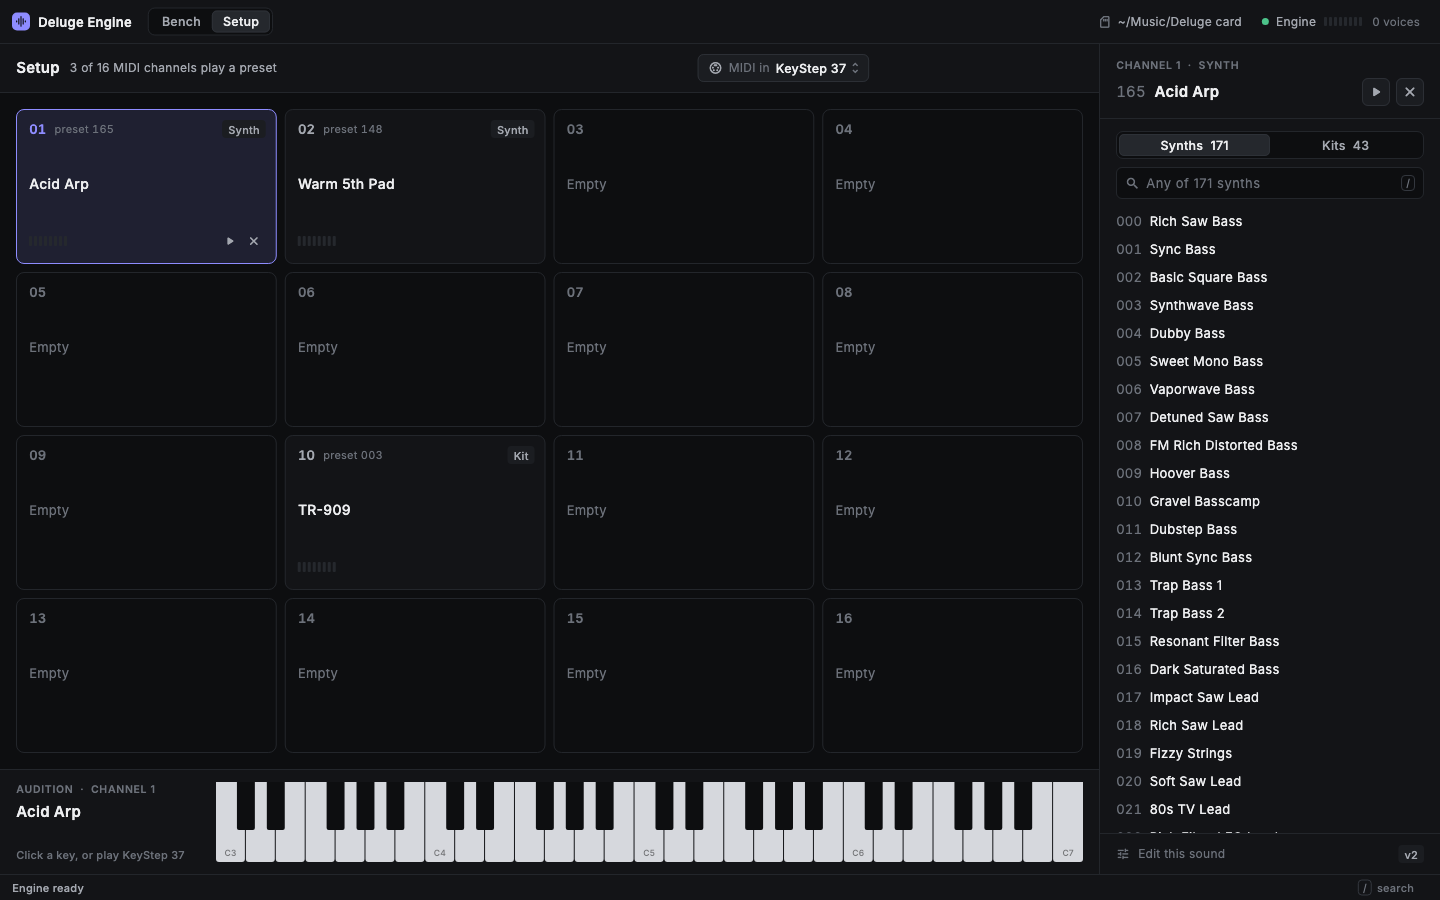 Deluge Engine Bench Setup ~/Music/Deluge card Engine 0 voices
Setup 3 of 16 MIDI channels play a preset MIDI in KeyStep 37
01 preset 165 Synth
Acid Arp
02 preset 148 Synth
Warm 5th Pad
03
Empty
04
Empty
05
Empty
06
Empty
07
Empty
08
Empty
09
Empty
10 preset 003 Kit
TR-909
11
Empty
12
Empty
13
Empty
14
Empty
15
Empty
16
Empty
AUDITION · CHANNEL 1
Acid Arp
Click a key, or play KeyStep 37
C3 C4 C5 C6 C7
CHANNEL 1 · SYNTH
165 Acid Arp
Synths 171 Kits 43
Any of 171 synths /
000 Rich Saw Bass
001 Sync Bass
002 Basic Square Bass
003 Synthwave Bass
004 Dubby Bass
005 Sweet Mono Bass
006 Vaporwave Bass
007 Detuned Saw Bass
008 FM Rich Distorted Bass
009 Hoover Bass
010 Gravel Basscamp
011 Dubstep Bass
012 Blunt Sync Bass
013 Trap Bass 1
014 Trap Bass 2
015 Resonant Filter Bass
016 Dark Saturated Bass
017 Impact Saw Lead
018 Rich Saw Lead
019 Fizzy Strings
020 Soft Saw Lead
021 80s TV Lead
Edit this sound v2
Engine ready / search